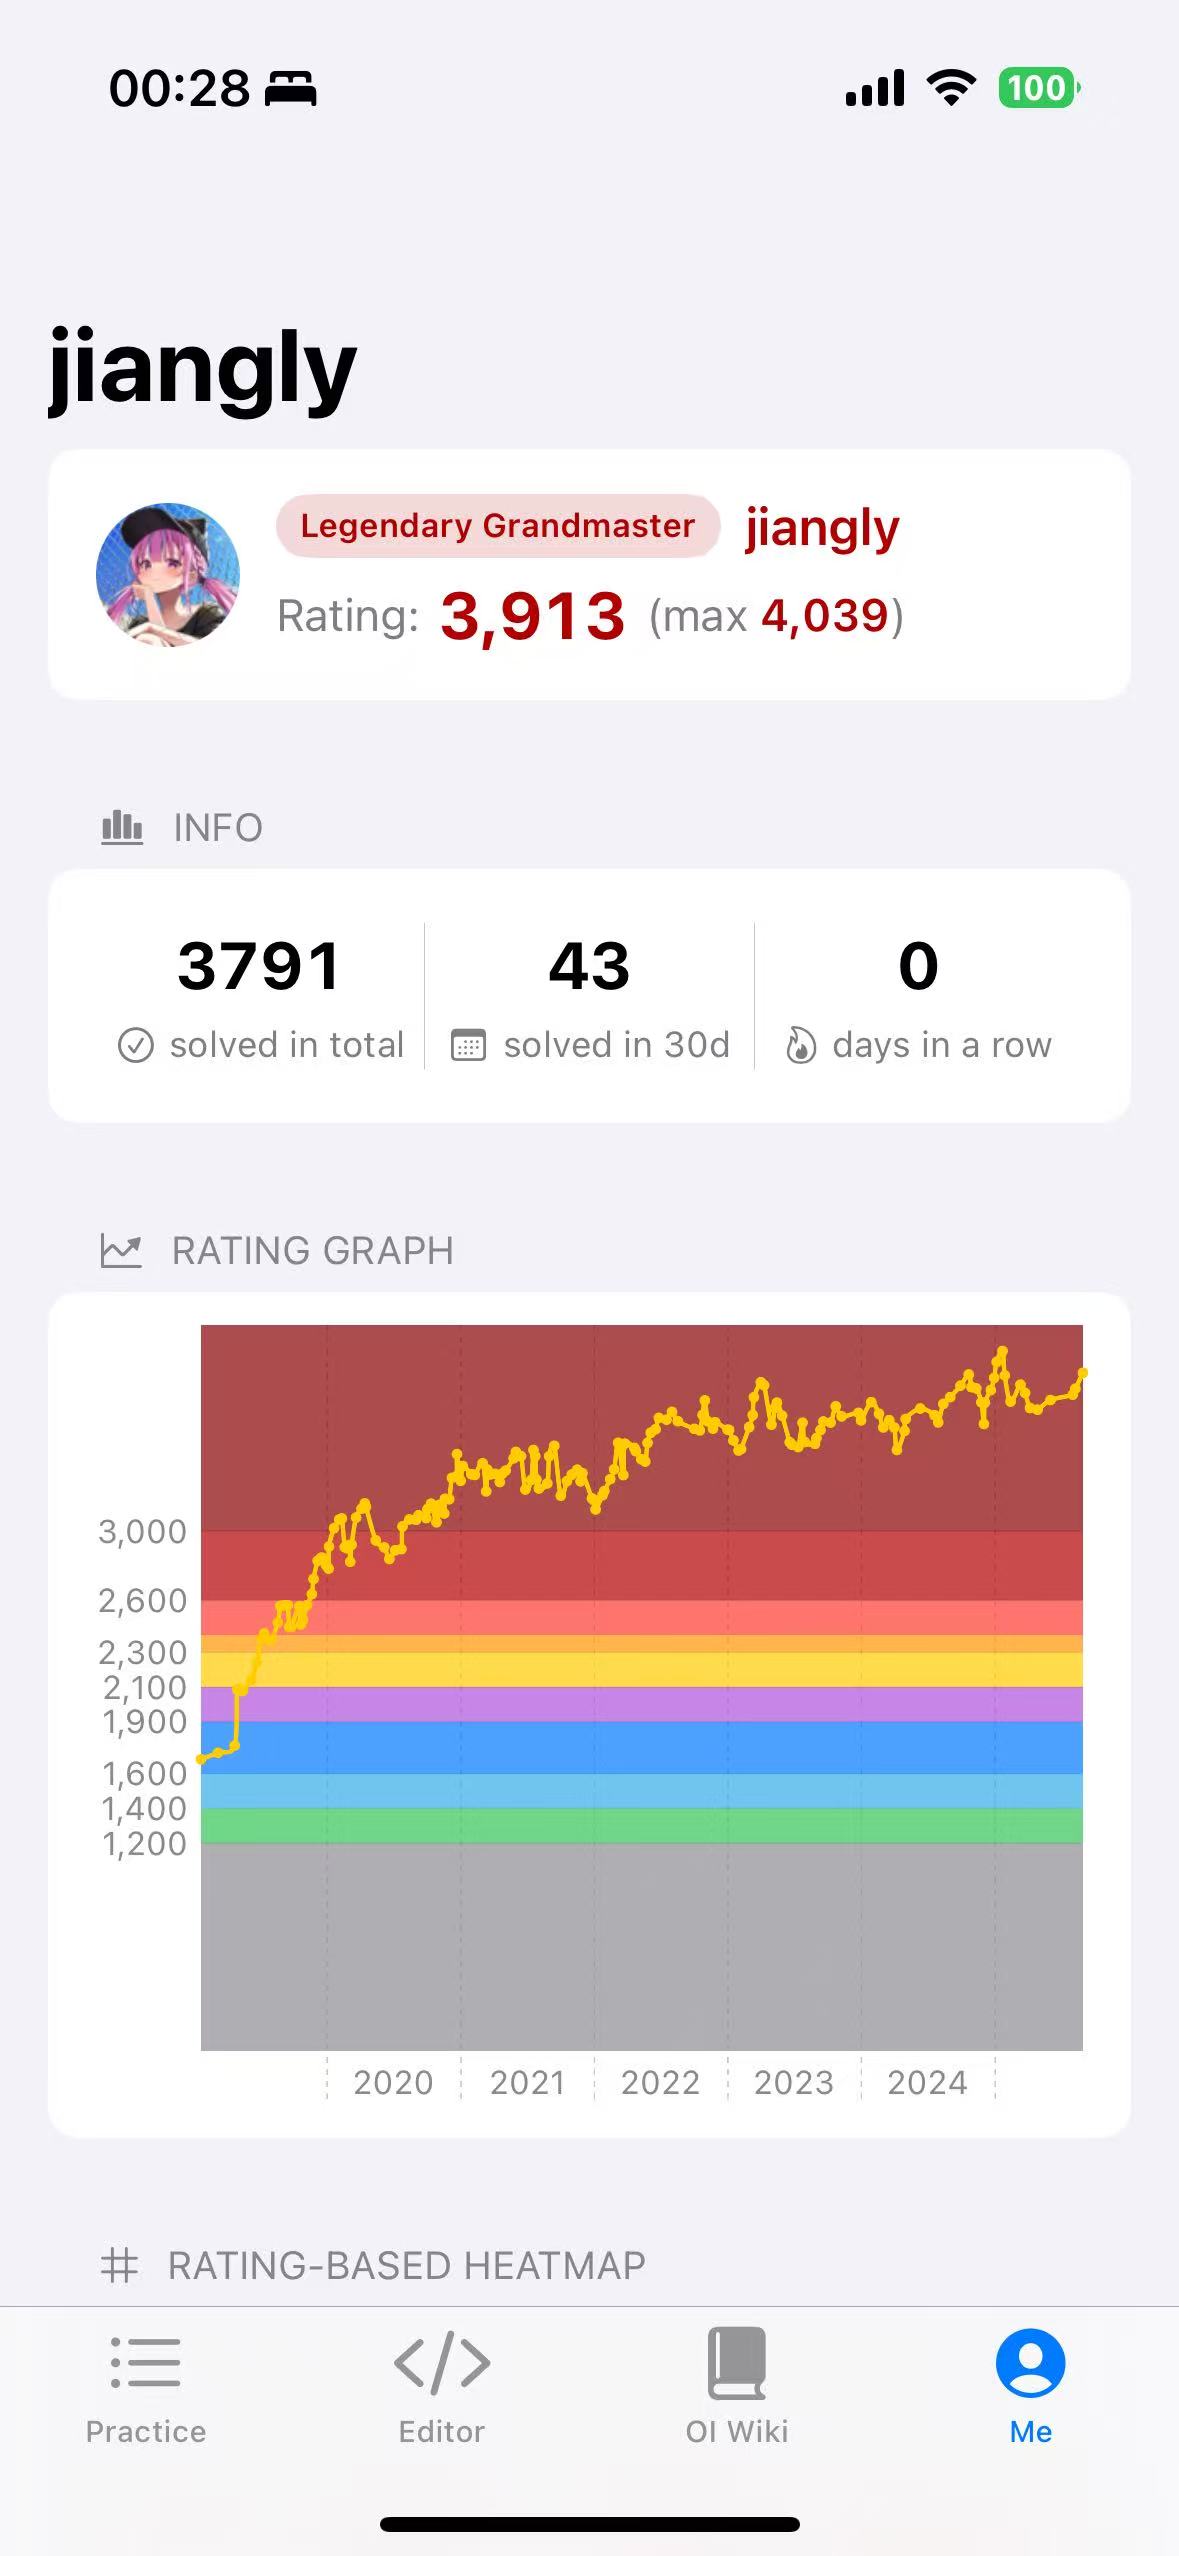 00:28
100
jiangly
Legendary Grandmaster jiangly
Rating: 3,913 (max 4,039)
INFO
3791 43 0
solved in total solved in 30d days in a row
RATING GRAPH
3,000
2,600
2,300
2,100
1,900
1,600
1,400
1,200
2020 2021 2022 2023 2024
RATING-BASED HEATMAP
Practice Editor OI Wiki Me